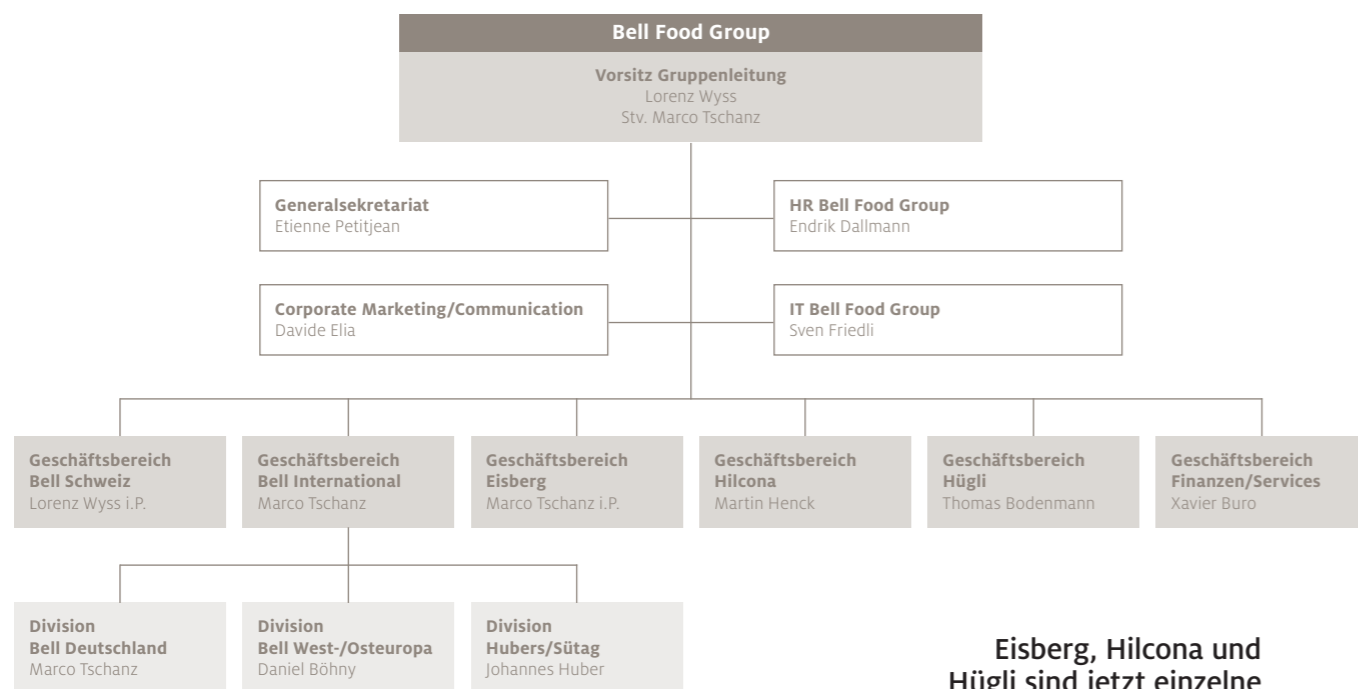 Bell Food Group
Vorsitz Gruppenleitung
Lorenz Wyss
Stv. Marco Tschanz
Generalsekretariat
Etienne Petitjean
HR Bell Food Group
Endrik Dallmann
Corporate Marketing/Communication
Davide Elia
IT Bell Food Group
Sven Friedli
Geschäftsbereich
Bell Schweiz
Lorenz Wyss i.P.
Geschäftsbereich
Bell International
Marco Tschanz
Geschäftsbereich
Eisberg
Marco Tschanz i.P.
Geschäftsbereich
Hilcona
Martin Henck
Geschäftsbereich
Hügli
Thomas Bodenmann
Geschäftsbereich
Finanzen/Services
Xavier Buro
Division
Bell Deutschland
Marco Tschanz
Division
Bell West-/Osteuropa
Daniel Böhny
Division
Hubers/Sütag
Johannes Huber
Eisberg, Hilcona und
Hügli sind jetzt einzelne